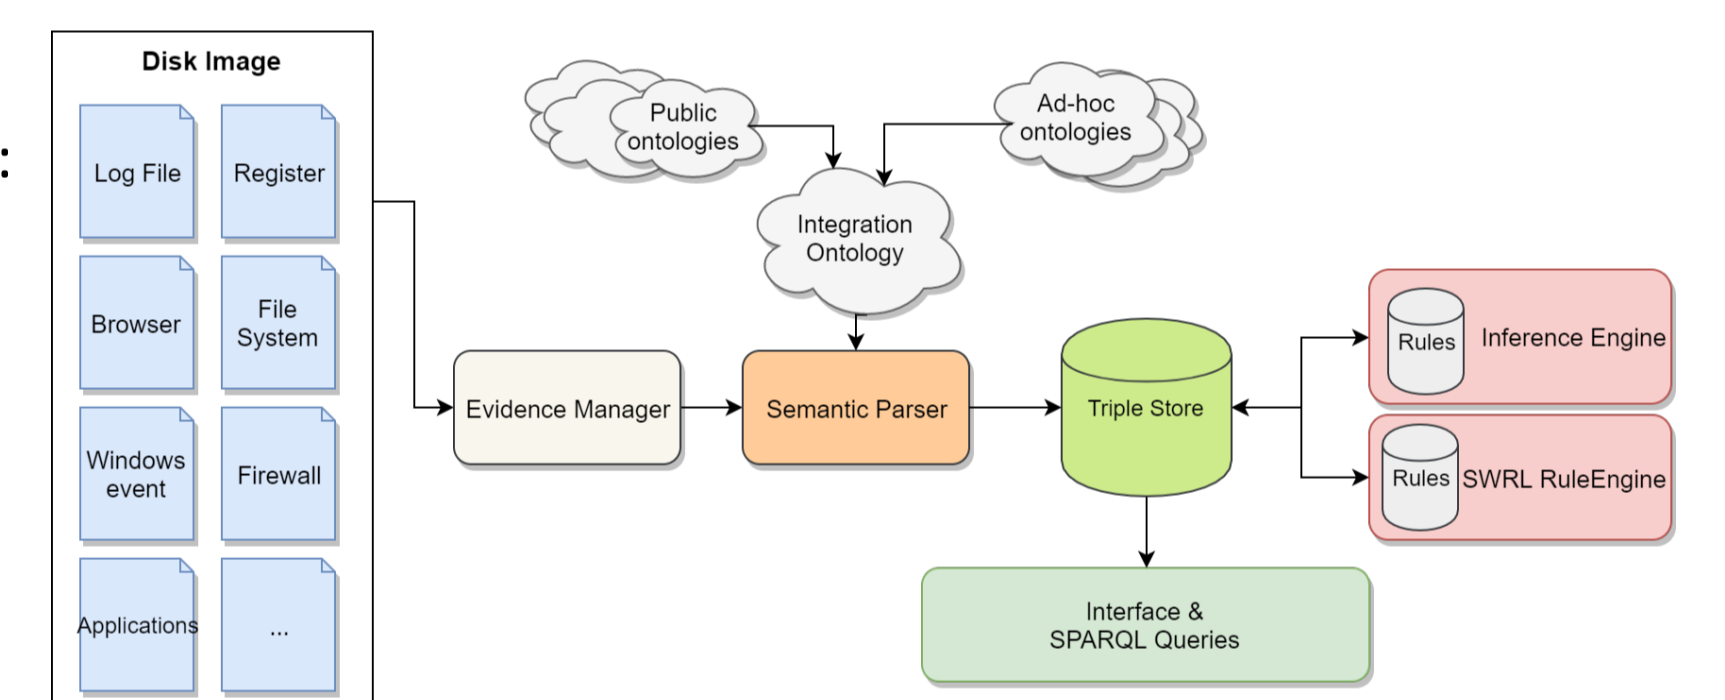 :
Disk Image
Log File
Register
Browser
File
System
Windows
event
Firewall
Applications
...
Public
ontologies
Ad-hoc
ontologies
Integration
Ontology
Evidence Manager
Semantic Parser
Triple Store
Rules
Inference Engine
Rules
SWRL RuleEngine
Interface &
SPARQL Queries